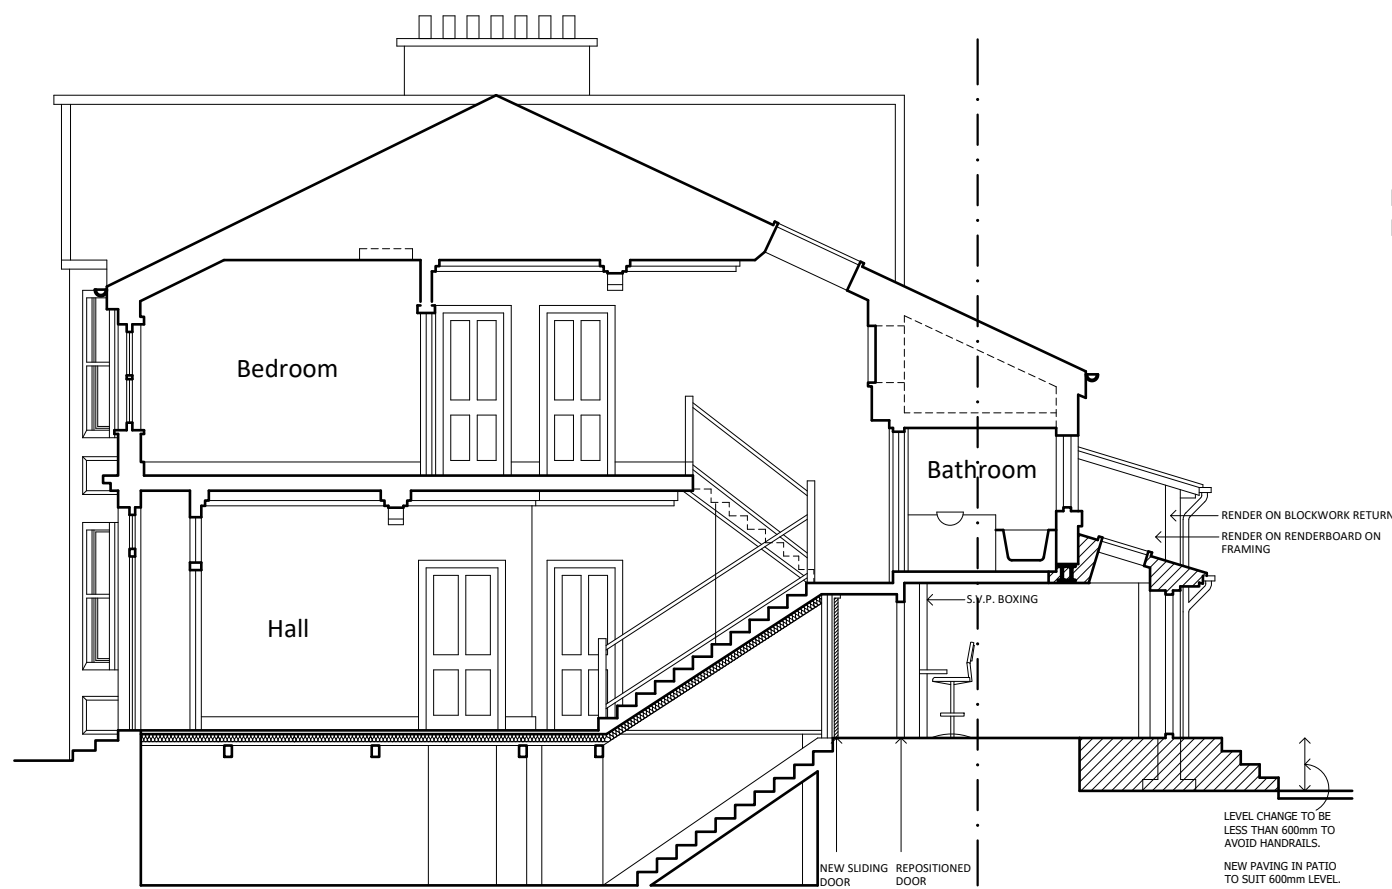 Bedroom
Bathroom
RENDER ON BLOCKWORK RETURN
RENDER ON RENDERBOARD ON
FRAMING
S.V.P. BOXING
Hall
LEVEL CHANGE TO BE
LESS THAN 600mm TO
AVOID HANDRAILS.
NEW PAVING IN PATIO
TO SUIT 600mm LEVEL.
NEW SLIDING
DOOR
REPOSITIONED
DOOR